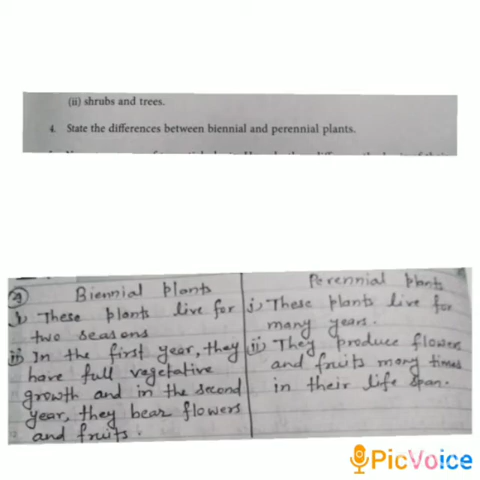 (ii) shrubs and trees.
4. State the differences between biennial and perennial plants.
4) Biennial plants
i) These plants live for
two seasons
ii) In the first year, they
have full vegetative
growth and in the second
year, they bear flowers
and fruits.
Perennial plants
i) These plants live for
many years.
ii) They produce flowers
and fruits many times
in their life span.
PicVoice